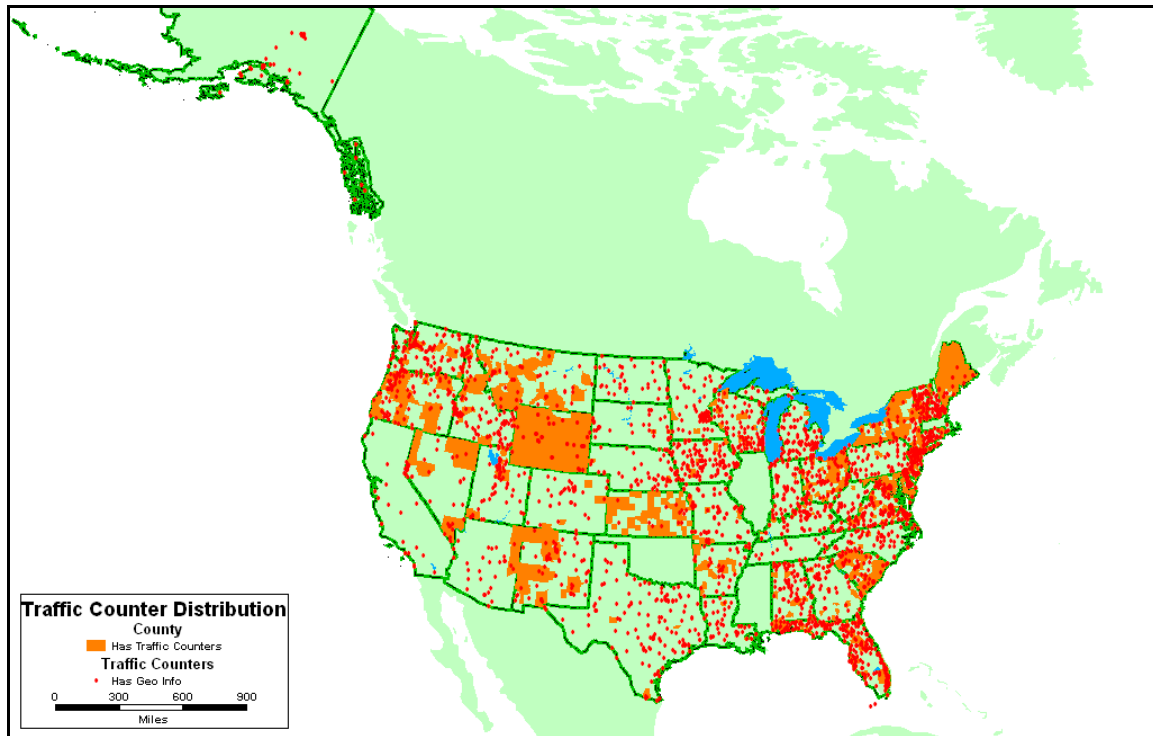 Traffic Counter Distribution
County
Has Traffic Counters
Traffic Counters
Has Geo Info
0 300 600 900
Miles